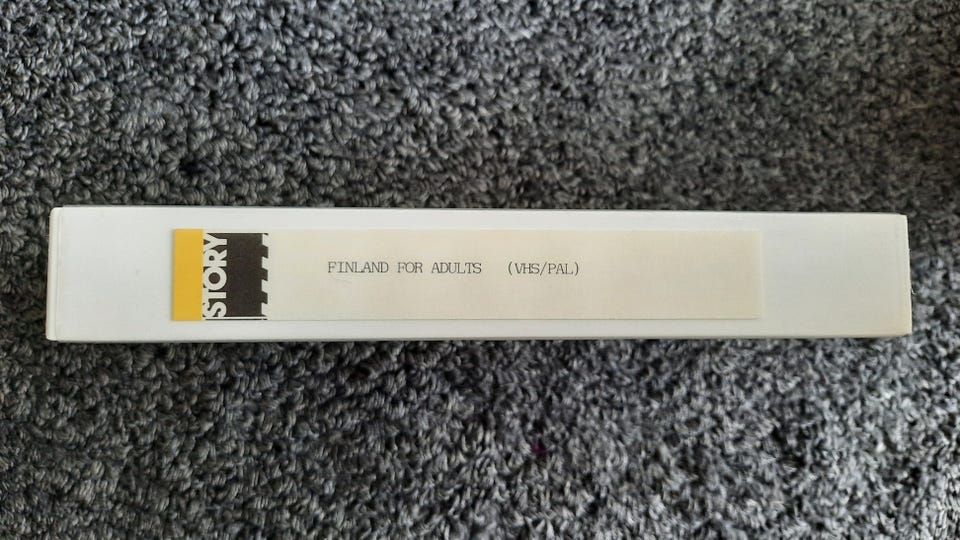 STORY
FINLAND FOR ADULTS (VHS/PAL)